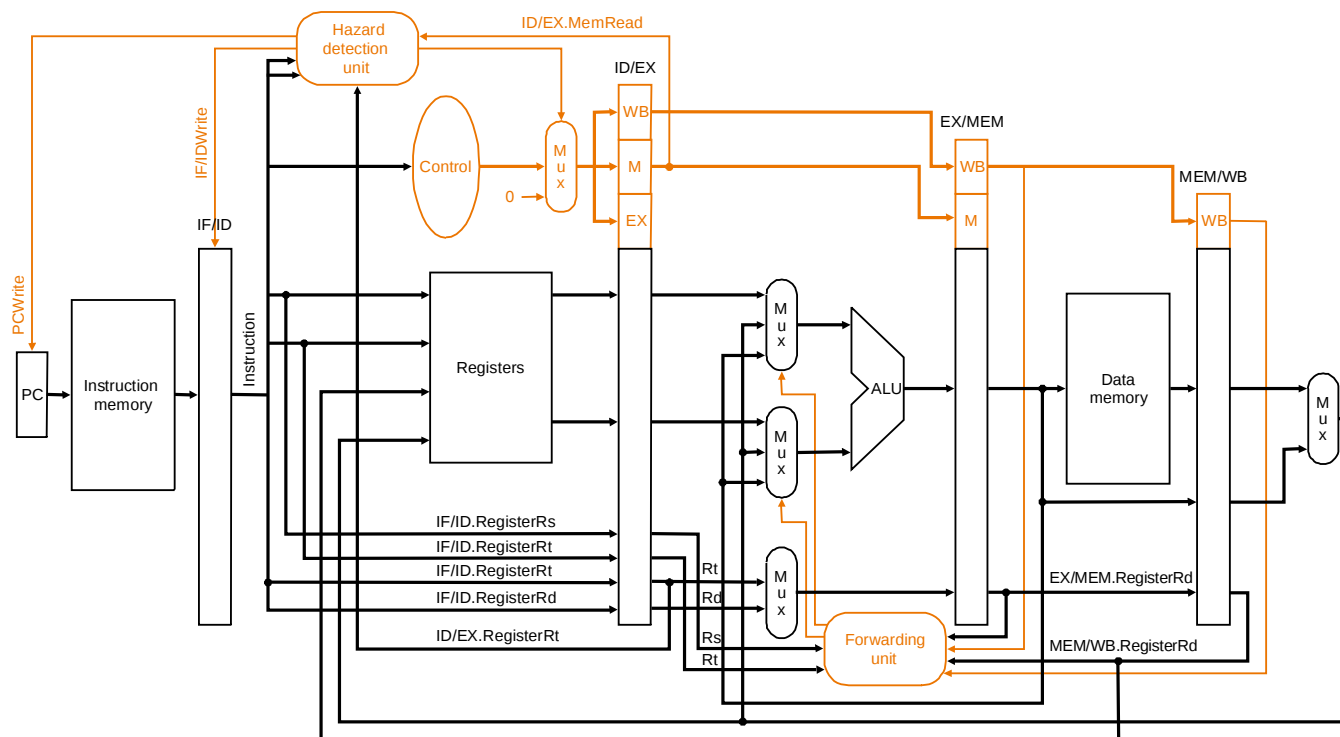 Hazard
detection
unit
ID/EX.MemRead
ID/EX
IF/IDWrite
PCWrite
Control
M
u
x
0
WB
M
EX
EX/MEM
WB
M
MEM/WB
WB
IF/ID
PC
Instruction
memory
Instruction
Registers
M
u
x
M
u
x
ALU
Data
memory
M
u
x
IF/ID.RegisterRs
IF/ID.RegisterRt
IF/ID.RegisterRt
IF/ID.RegisterRd
ID/EX.RegisterRt
Rt
Rd
Rs
Rt
M
u
x
Forwarding
unit
EX/MEM.RegisterRd
MEM/WB.RegisterRd